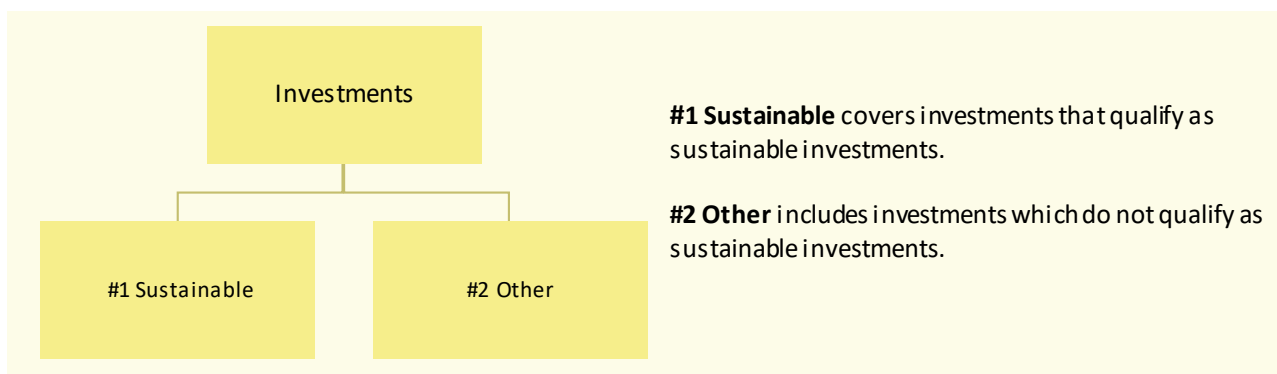 Investments
#1 Sustainable
#2 Other
#1 Sustainable covers investments that qualify as
sustainable investments.
#2 Other includes investments which do not qualify as
sustainable investments.